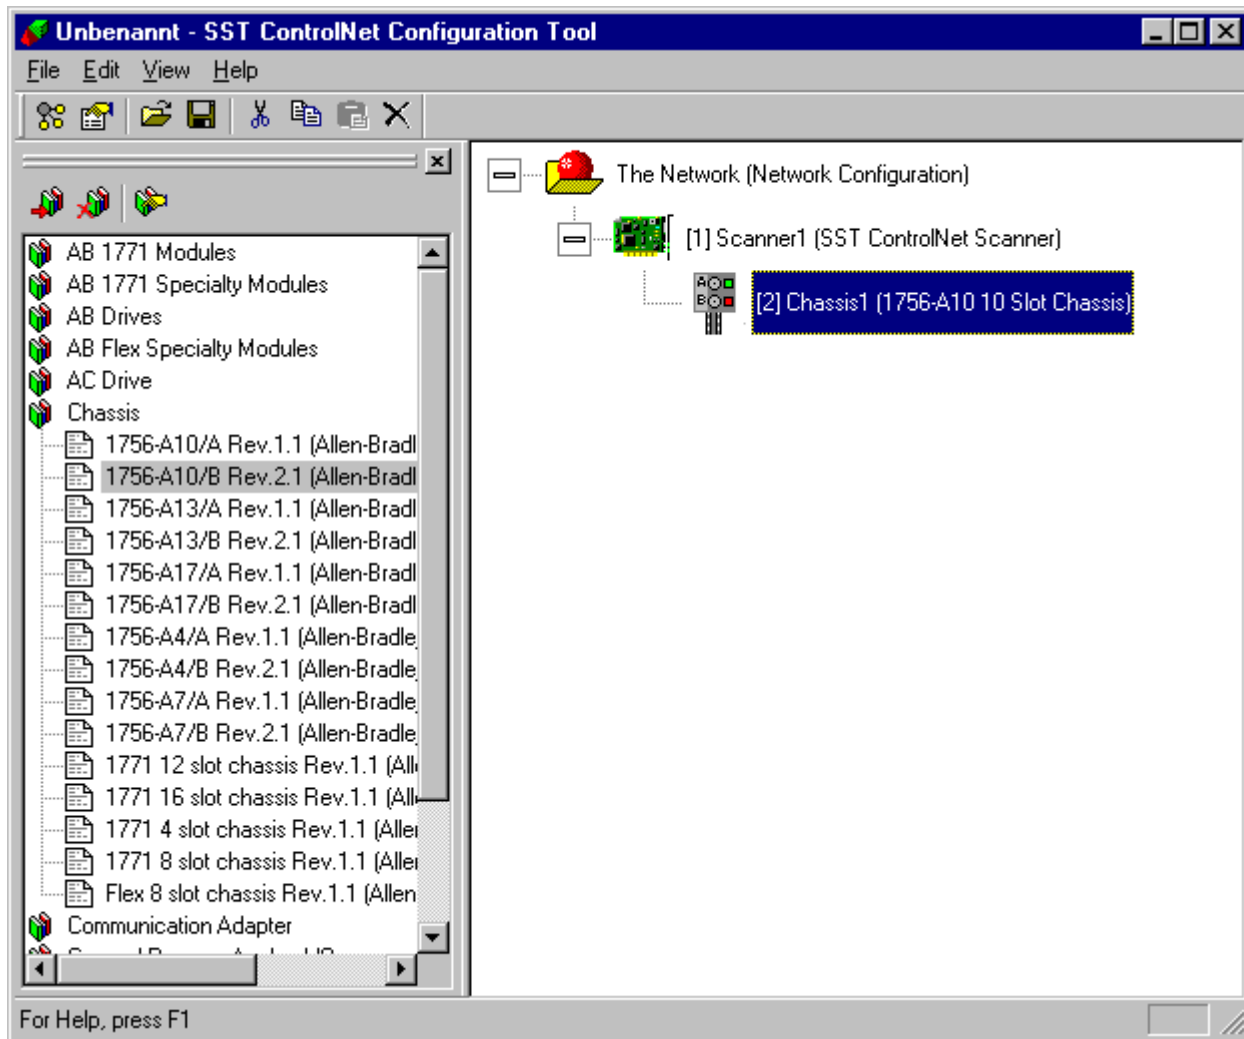 Unbenannt - SST ControlNet Configuration Tool
File Edit View Help
AB 1771 Modules
AB 1771 Specialty Modules
AB Drives
AB Flex Specialty Modules
AC Drive
Chassis
1756-A10/A Rev.1.1 (Allen-Bradl
1756-A10/B Rev.2.1 (Allen-Bradl
1756-A13/A Rev.1.1 (Allen-Bradl
1756-A13/B Rev.2.1 (Allen-Bradl
1756-A17/A Rev.1.1 (Allen-Bradl
1756-A17/B Rev.2.1 (Allen-Bradl
1756-A4/A Rev.1.1 (Allen-Bradle
1756-A4/B Rev.2.1 (Allen-Bradle
1756-A7/A Rev.1.1 (Allen-Bradle
1756-A7/B Rev.2.1 (Allen-Bradle
1771 12 slot chassis Rev.1.1 (All
1771 16 slot chassis Rev.1.1 (All
1771 4 slot chassis Rev.1.1 (Aller
1771 8 slot chassis Rev.1.1 (Aller
Flex 8 slot chassis Rev.1.1 (Allen
Communication Adapter
The Network (Network Configuration)
[1] Scanner1 (SST ControlNet Scanner)
A
B
[2] Chassis1 (1756-A10 10 Slot Chassis)
For Help, press F1